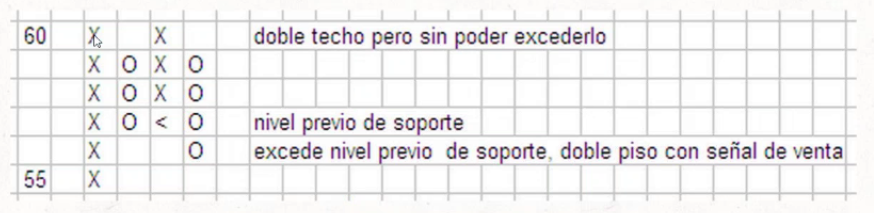 60 X X doble techo pero sin poder excederlo
X O X O
X O X O
X O < O nivel previo de soporte
X O excede nivel previo de soporte, doble piso con señal de venta
55 X